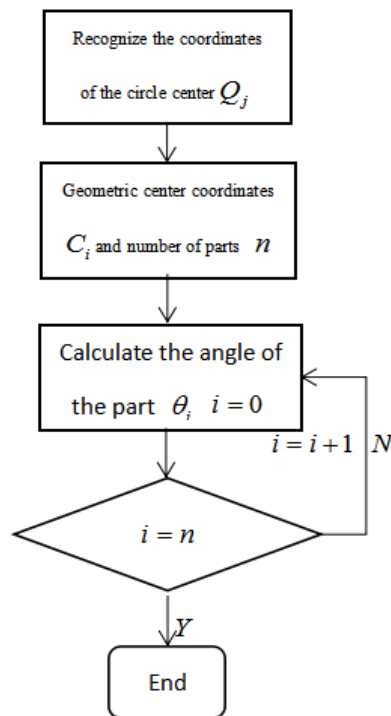 Recognize the coordinates
of the circle center Q_j
Geometric center coordinates
C_i and number of parts n
Calculate the angle of
the part θ_i i = 0
i = i + 1 N
i = n
Y
End